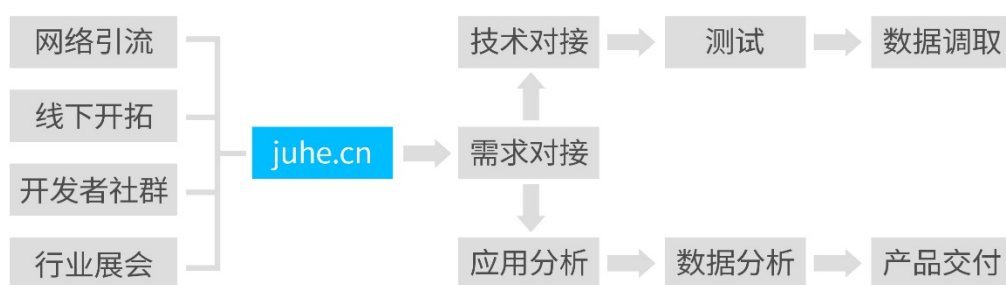 网络引流
线下开拓
开发者社群
行业展会
juhe.cn
技术对接
测试
数据调取
需求对接
应用分析
数据分析
产品交付